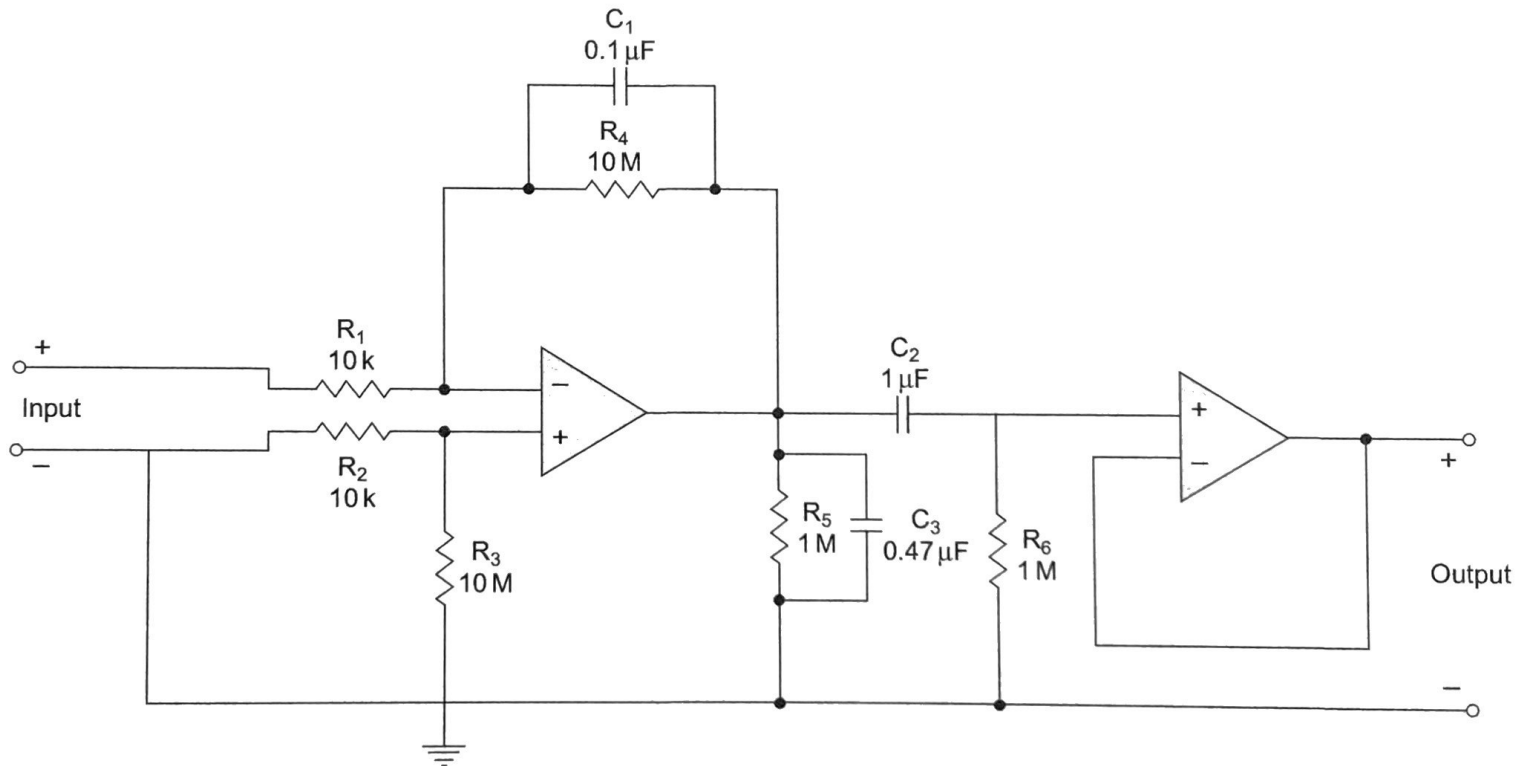 C₁
0.1 µF
R₄
10 M
R₁
10 k
+
Input
−
R₂
10 k
−
+
R₃
10 M
C₂
1 µF
R₅
1 M
C₃
0.47 µF
R₆
1 M
+
−
+
Output
−